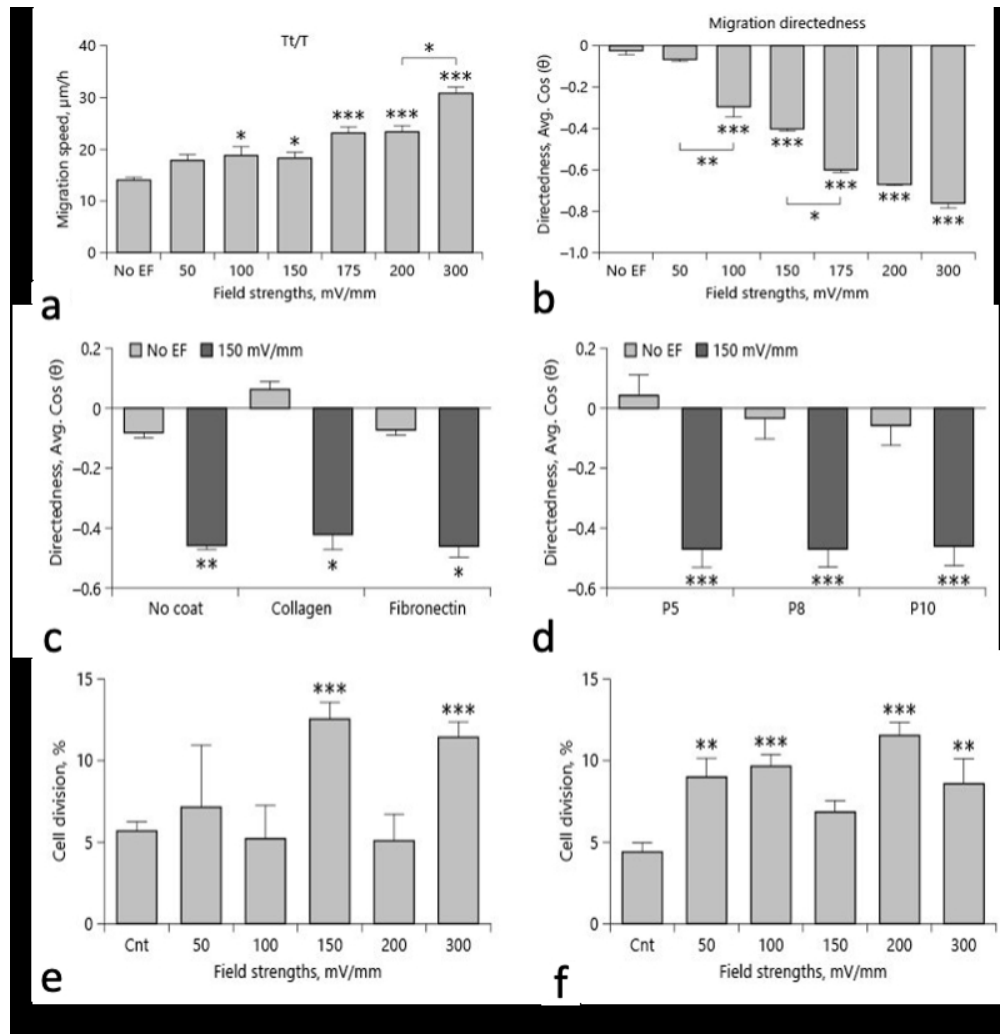 Tt/T
Migration speed, µm/h
40
30
20
10
0
*
*
***
***
***
*
No EF 50 100 150 175 200 300
Field strengths, mV/mm
a
Migration directedness
Directedness, Avg. Cos (θ)
0
–0.2
–0.4
–0.6
–0.8
–1.0
***
***
***
***
***
**
*
No EF 50 100 150 175 200 300
Field strengths, mV/mm
b
No EF 150 mV/mm
Directedness, Avg. Cos (θ)
0.2
0
–0.2
–0.4
–0.6
**
*
*
No coat Collagen Fibronectin
c
No EF 150 mV/mm
Directedness, Avg. Cos (θ)
0.2
0
–0.2
–0.4
–0.6
***
***
***
P5 P8 P10
d
Cell division, %
15
10
5
0
***
***
Cnt 50 100 150 200 300
Field strengths, mV/mm
e
Cell division, %
15
10
5
0
**
***
***
**
Cnt 50 100 150 200 300
Field strengths, mV/mm
f